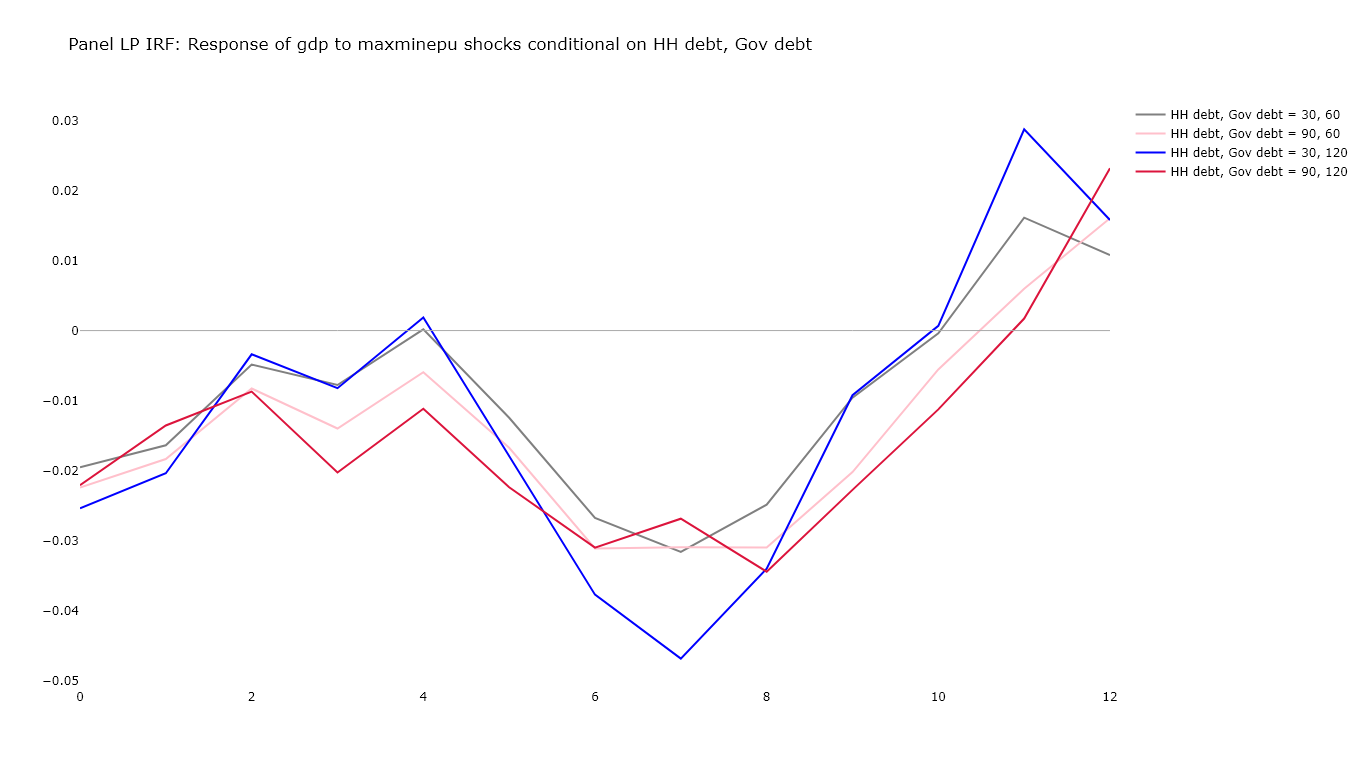 Panel LP IRF: Response of gdp to maxminepu shocks conditional on HH debt, Gov debt
HH debt, Gov debt = 30, 60
HH debt, Gov debt = 90, 60
HH debt, Gov debt = 30, 120
HH debt, Gov debt = 90, 120
0.03
0.02
0.01
0
−0.01
−0.02
−0.03
−0.04
−0.05
0 2 4 6 8 10 12